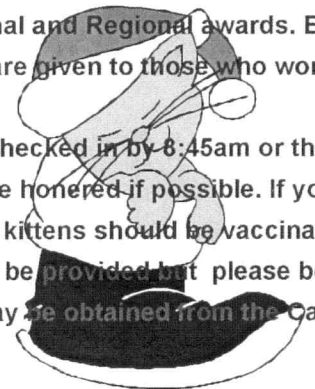 nal and Regional awards. E
are given to those who wor
hecked in by 8:45am or th
e honered if possible. If yo
kittens should be vaccina
be provided but please b
ay be obtained from the Ca